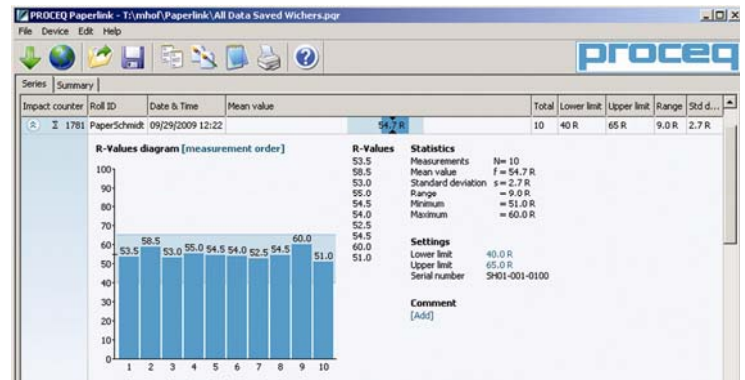 PROCEQ Paperlink - T:\mhof\Paperlink\All Data Saved Wichers.pqr
File Device Edit Help
proceq
Series Summary
Impact counter Roll ID Date & Time Mean value Total Lower limit Upper limit Range Std d...
Σ 1781 PaperSchmidt 09/29/2009 12:22 54.7 R 10 40 R 65 R 9.0 R 2.7 R
R-Values diagram [measurement order] R-Values Statistics
53.5 Measurements N= 10
58.5 Mean value f = 54.7 R
53.0 Standard deviation s = 2.7 R
55.0 Range = 9.0 R
54.5 Minimum = 51.0 R
54.0 Maximum = 60.0 R
52.5
54.5 Settings
60.0 Lower limit 40.0 R
51.0 Upper limit 65.0 R
Serial number SH01-001-0100
Comment
[Add]
100
90
80
70
60
50
40
30
20
10
0
53.5 58.5 53.0 55.0 54.5 54.0 52.5 54.5 60.0 51.0
1 2 3 4 5 6 7 8 9 10